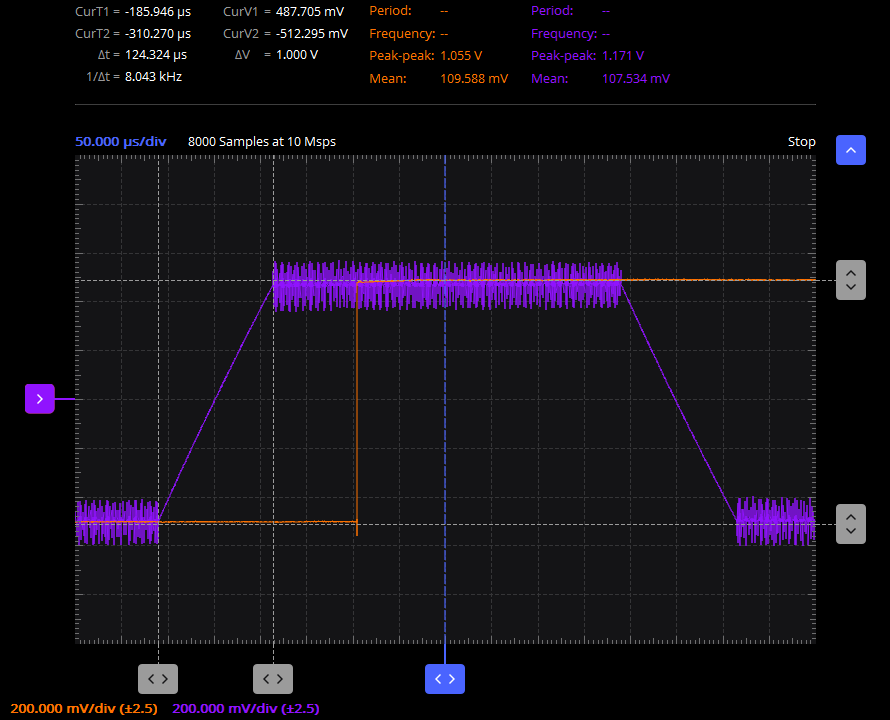 CurT1 = -185.946 µs CurV1 = 487.705 mV Period: -- Period: --
CurT2 = -310.270 µs CurV2 = -512.295 mV Frequency: -- Frequency: --
Δt = 124.324 µs ΔV = 1.000 V Peak-peak: 1.055 V Peak-peak: 1.171 V
1/Δt = 8.043 kHz Mean: 109.588 mV Mean: 107.534 mV
50.000 µs/div 8000 Samples at 10 Msps Stop
200.000 mV/div (±2.5) 200.000 mV/div (±2.5)